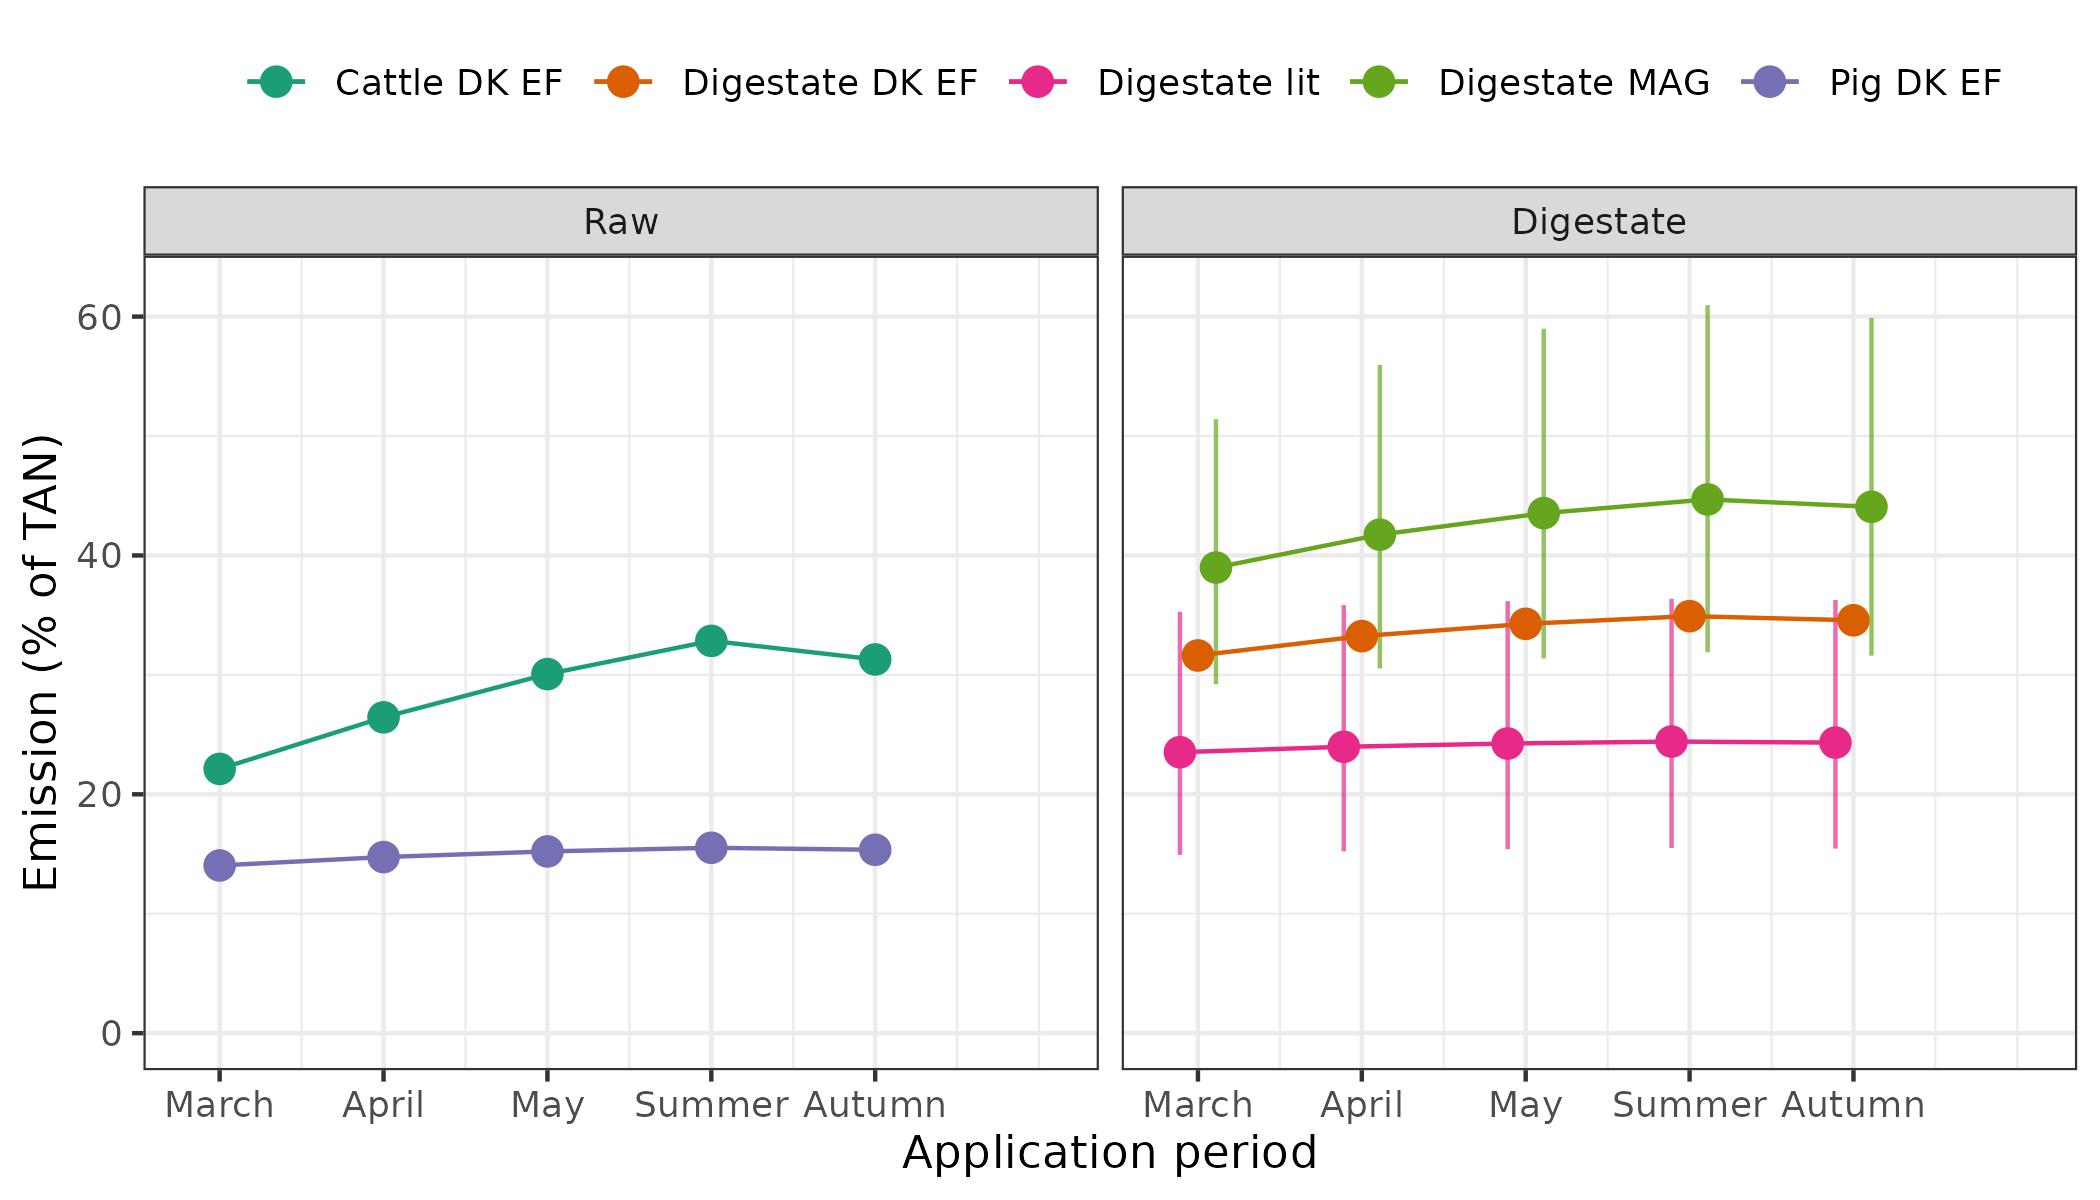 Cattle DK EF Digestate DK EF Digestate lit Digestate MAG Pig DK EF
Raw Digestate
60
40
20
0
Emission (% of TAN)
March April May Summer Autumn March April May Summer Autumn
Application period